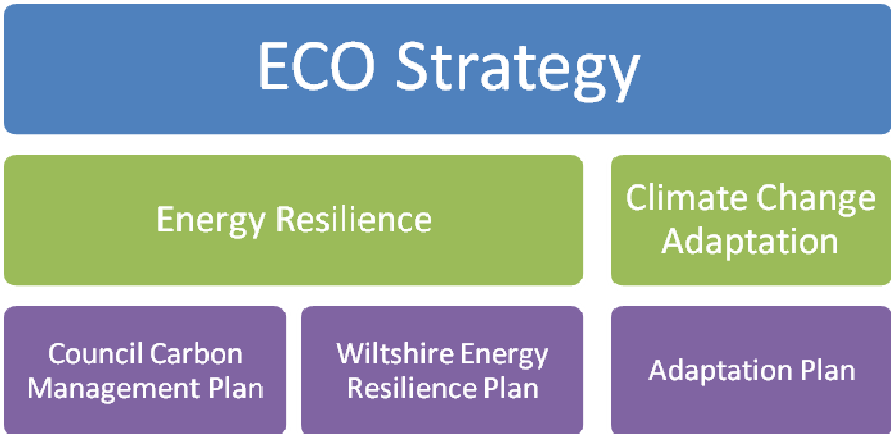 ECO Strategy
Energy Resilience
Climate Change
Adaptation
Council Carbon
Management Plan
Wiltshire Energy
Resilience Plan
Adaptation Plan